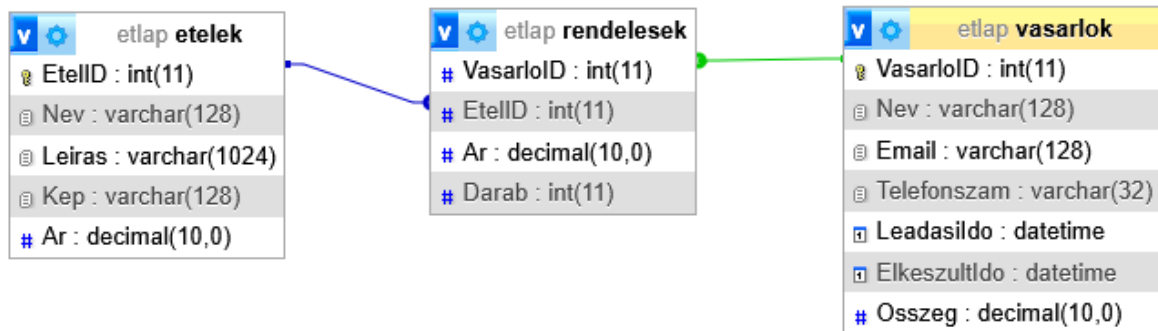 etlap etelek
EtelID : int(11)
Nev : varchar(128)
Leiras : varchar(1024)
Kep : varchar(128)
Ar : decimal(10,0)
etlap rendelesek
VasarloID : int(11)
EtelID : int(11)
Ar : decimal(10,0)
Darab : int(11)
etlap vasarlok
VasarloID : int(11)
Nev : varchar(128)
Email : varchar(128)
Telefonszam : varchar(32)
LeadasiIdo : datetime
ElkeszultIdo : datetime
Osszeg : decimal(10,0)